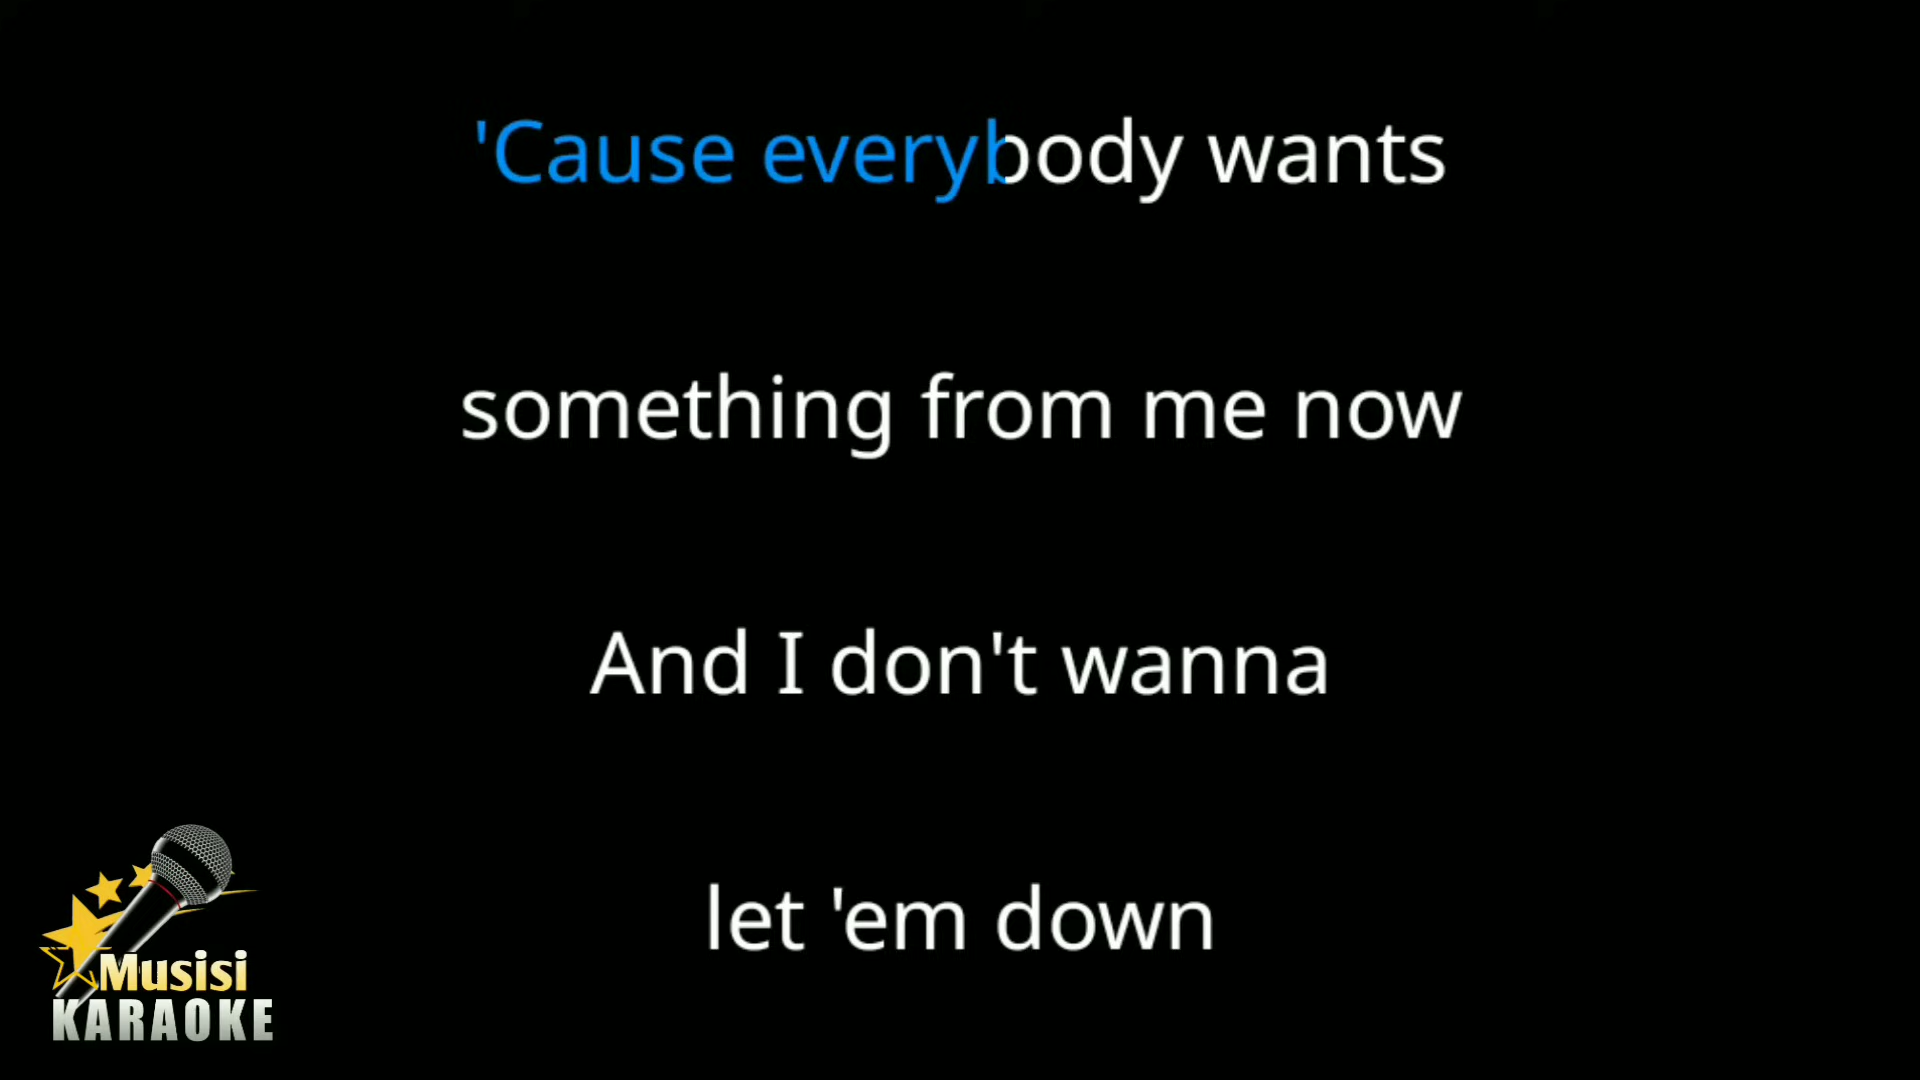 'Cause everybody wants
something from me now
And I don't wanna
let 'em down
Musisi
KARAOKE